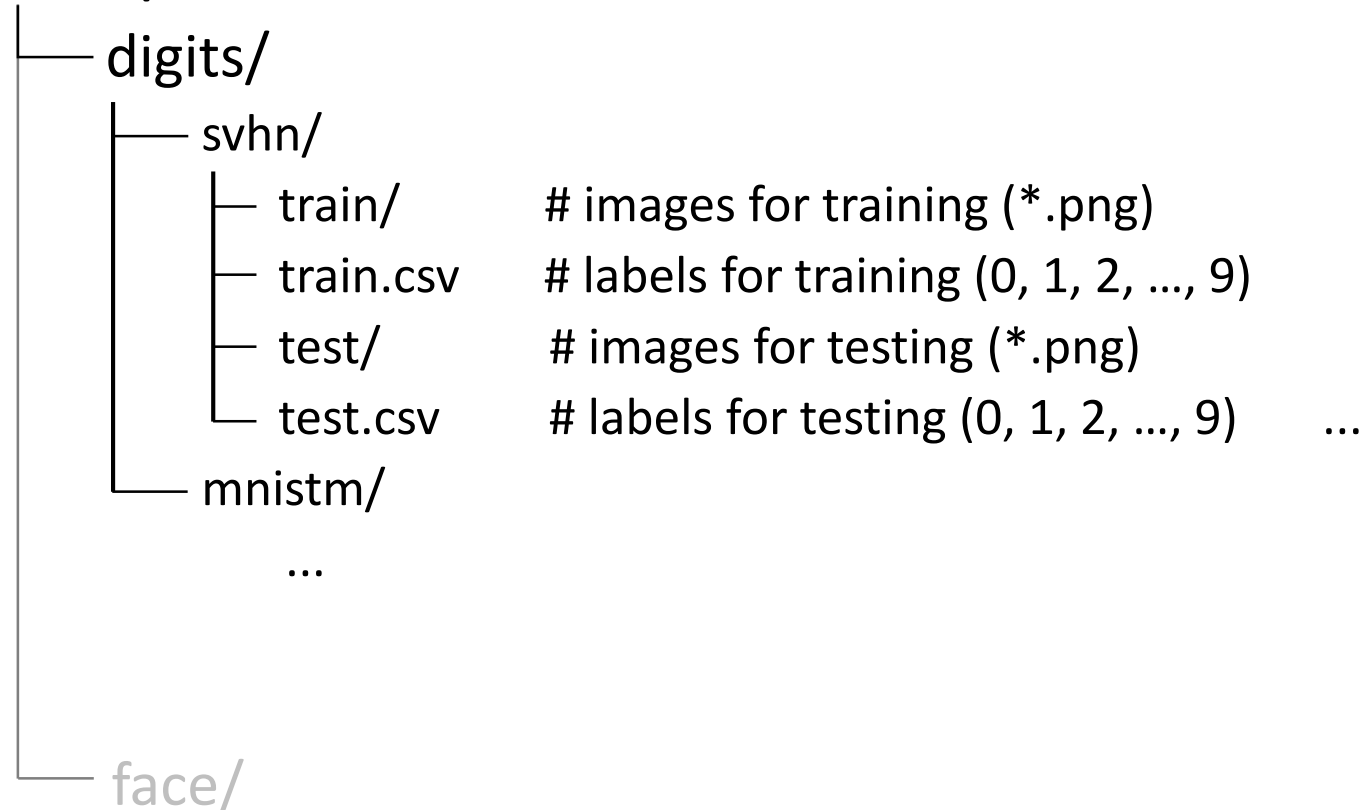 digits/
svhn/
train/ # images for training (*.png)
train.csv # labels for training (0, 1, 2, …, 9)
test/ # images for testing (*.png)
test.csv # labels for testing (0, 1, 2, …, 9) ...
mnistm/
...
face/